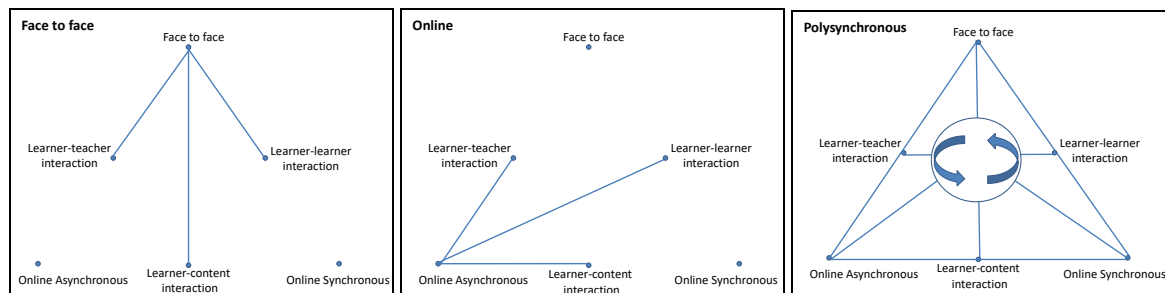 Face to face
Face to face
Learner-teacher
interaction
Learner-learner
interaction
Online Asynchronous
Learner-content
interaction
Online Synchronous
Online
Face to face
Learner-teacher
interaction
Learner-learner
interaction
Online Asynchronous
Learner-content
interaction
Online Synchronous
Polysynchronous
Face to face
Learner-teacher
interaction
Learner-learner
interaction
Online Asynchronous
Learner-content
interaction
Online Synchronous